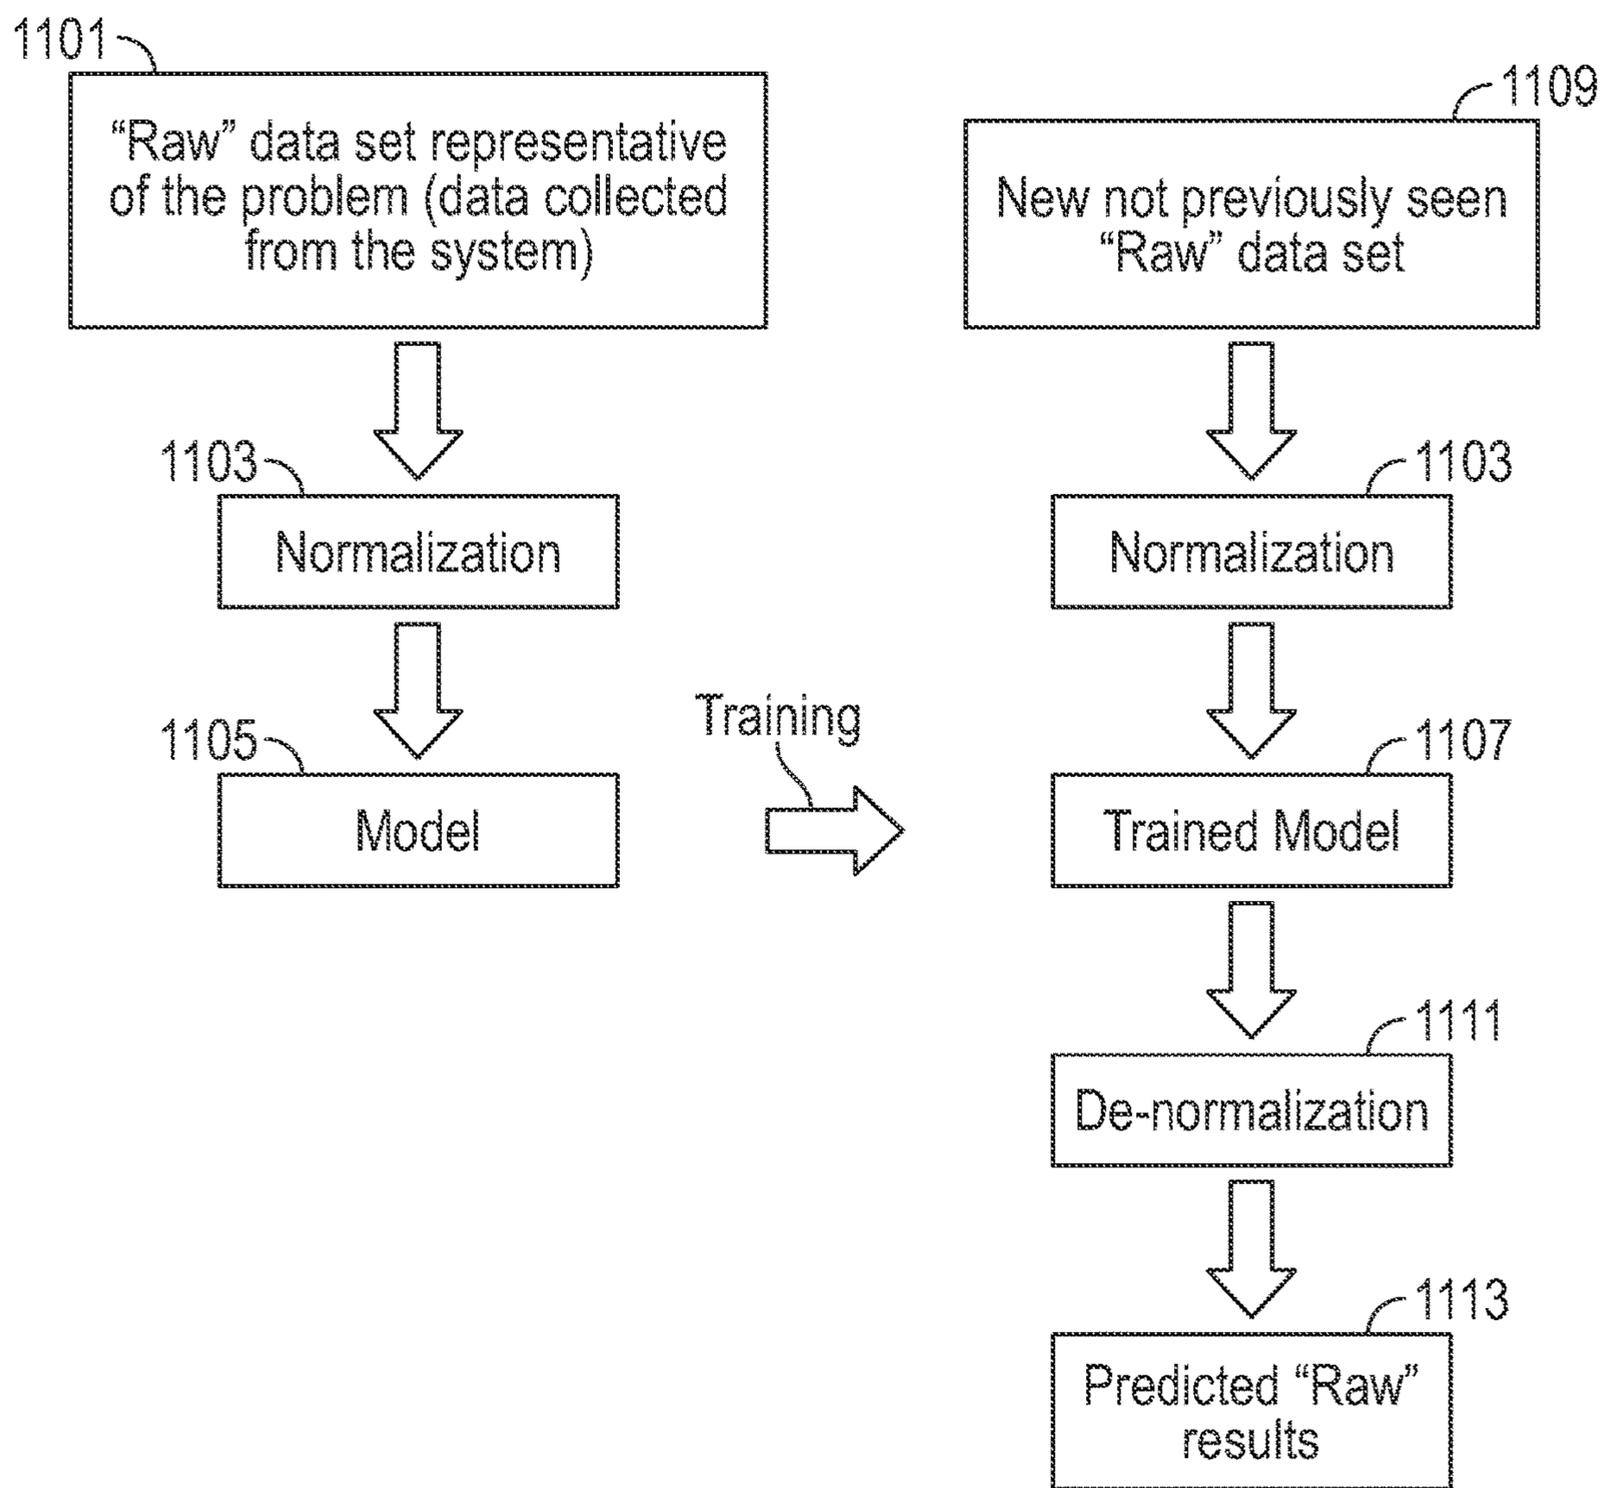 1101
“Raw” data set representative
of the problem (data collected
from the system)
1109
New not previously seen
“Raw” data set
1103
Normalization
1103
Normalization
1105
Model
Training
1107
Trained Model
1111
De-normalization
1113
Predicted “Raw”
results